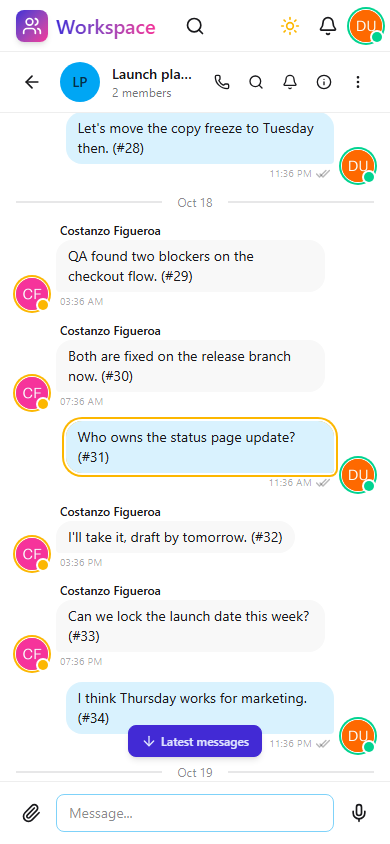 Workspace
DU
LP
Launch pla...
2 members
Let's move the copy freeze to Tuesday
then. (#28)
DU
11:36 PM
Oct 18
Costanzo Figueroa
QA found two blockers on the
checkout flow. (#29)
CF
03:36 AM
Costanzo Figueroa
Both are fixed on the release branch
now. (#30)
CF
07:36 AM
Who owns the status page update?
(#31)
DU
11:36 AM
Costanzo Figueroa
I'll take it, draft by tomorrow. (#32)
CF
03:36 PM
Costanzo Figueroa
Can we lock the launch date this week?
(#33)
CF
07:36 PM
I think Thursday works for marketing.
(#34)
DU
Latest messages
11:36 PM
Oct 19
Message...